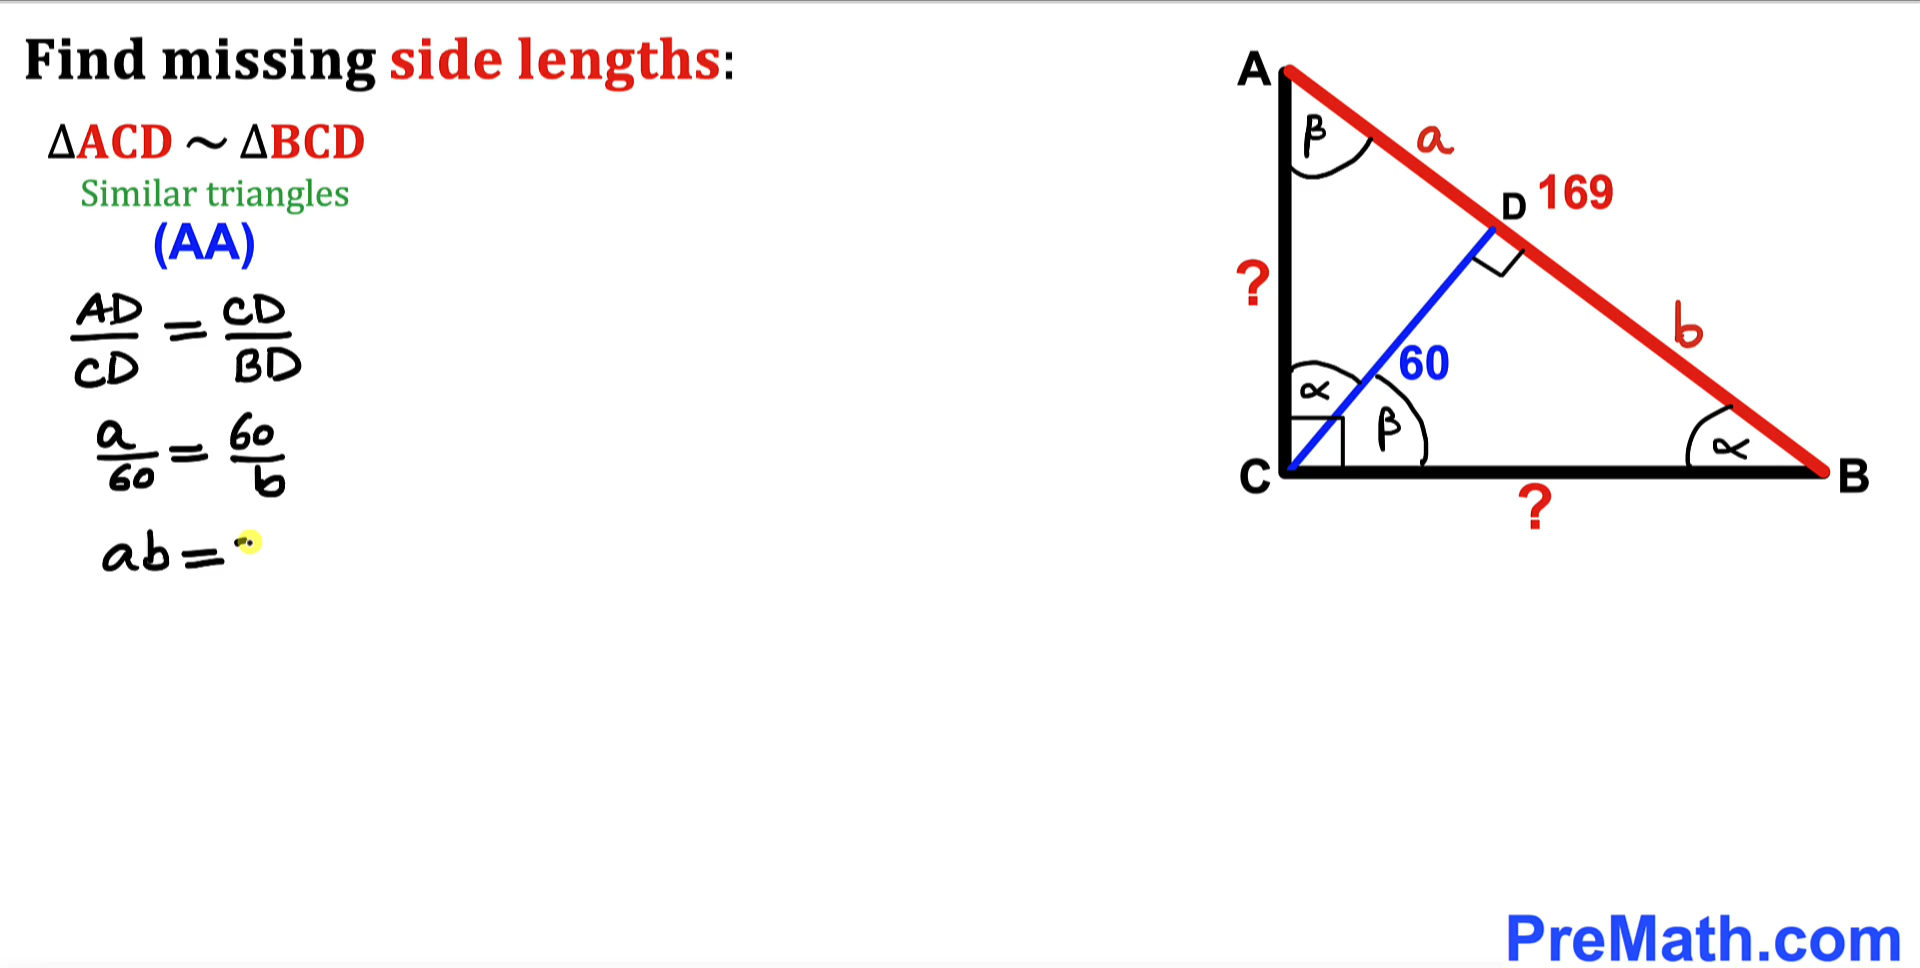 Find missing side lengths:
ΔACD ~ ΔBCD
Similar triangles
(AA)
AD/CD = CD/BD
a/60 = 60/b
ab =
A
β
a
D 169
?
b
60
α
β
α
C
B
?
PreMath.com